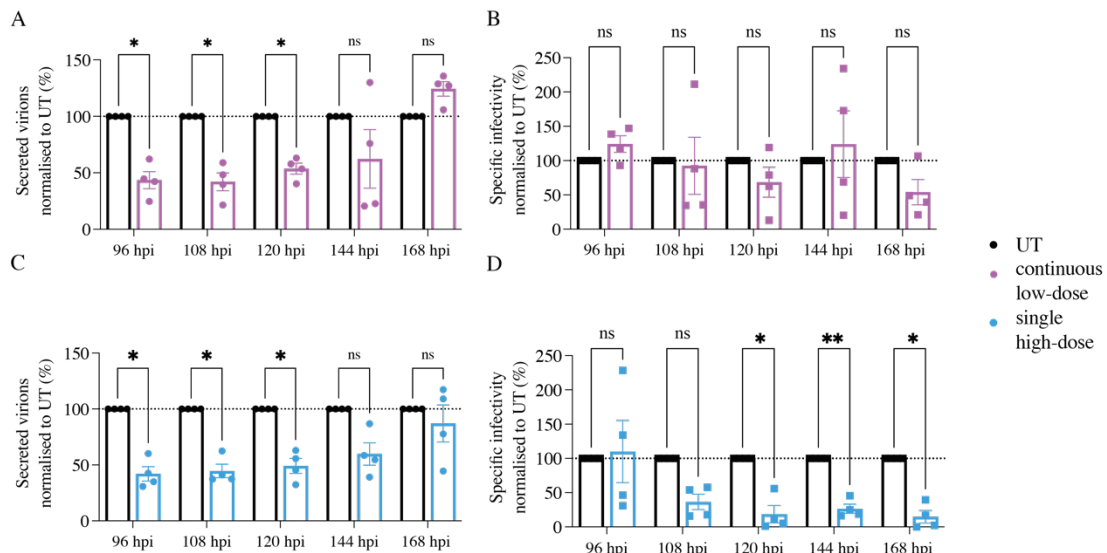 A
Secreted virions
normalised to UT (%)
150
100
50
0
* * * ns ns
96 hpi 108 hpi 120 hpi 144 hpi 168 hpi
B
Specific infectivity
normalised to UT (%)
250
200
150
100
50
0
ns ns ns ns ns
96 hpi 108 hpi 120 hpi 144 hpi 168 hpi
C
Secreted virions
normalised to UT (%)
150
100
50
0
* * * ns ns
96 hpi 108 hpi 120 hpi 144 hpi 168 hpi
D
Specific infectivity
normalised to UT (%)
250
200
150
100
50
0
ns ns * ** *
96 hpi 108 hpi 120 hpi 144 hpi 168 hpi
UT
continuous
low-dose
single
high-dose